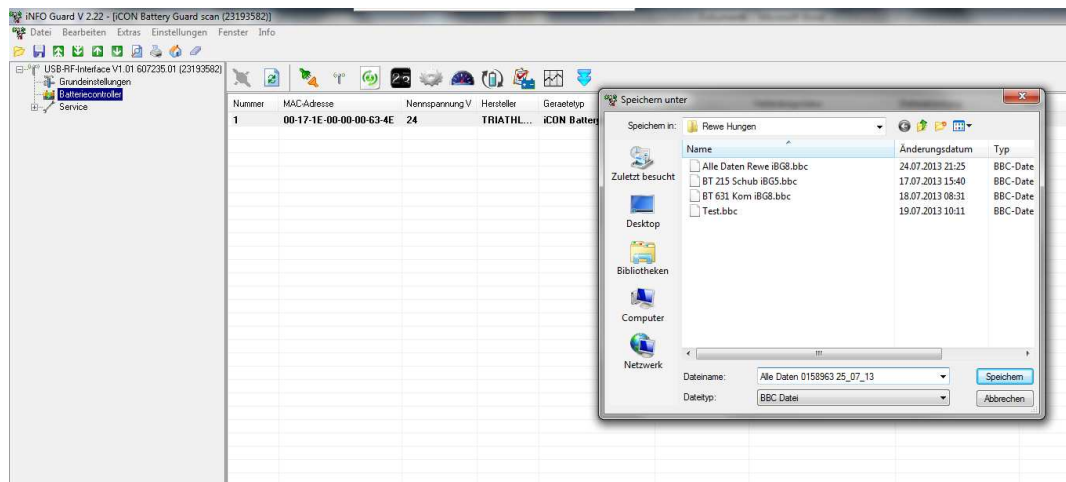 iNFO Guard V 2.22 - [iCON Battery Guard scan (23193582)]
Datei Bearbeiten Extras Einstellungen Fenster Info
USB-RF-Interface V1.01 607235.01 (23193582)
Grundeinstellungen
Batteriecontroller
Service
Nummer MAC-Adresse Nennspannung V Hersteller Geraetetyp
1 00-17-1E-00-00-00-63-4E 24 TRIATHL... iCON Battery
Speichern unter
Speichern in: Rewe Hungen
Name Änderungsdatum Typ
Alle Daten Rewe iBG8.bbc 24.07.2013 21:25 BBC-Date
BT 215 Schub iBG5.bbc 17.07.2013 15:40 BBC-Date
BT 631 Kom iBG8.bbc 18.07.2013 08:31 BBC-Date
Test.bbc 19.07.2013 10:11 BBC-Date
Zuletzt besucht
Desktop
Bibliotheken
Computer
Netzwerk
Dateiname: Alle Daten 0158963 25_07_13 Speichern
Dateityp: BBC Datei Abbrechen